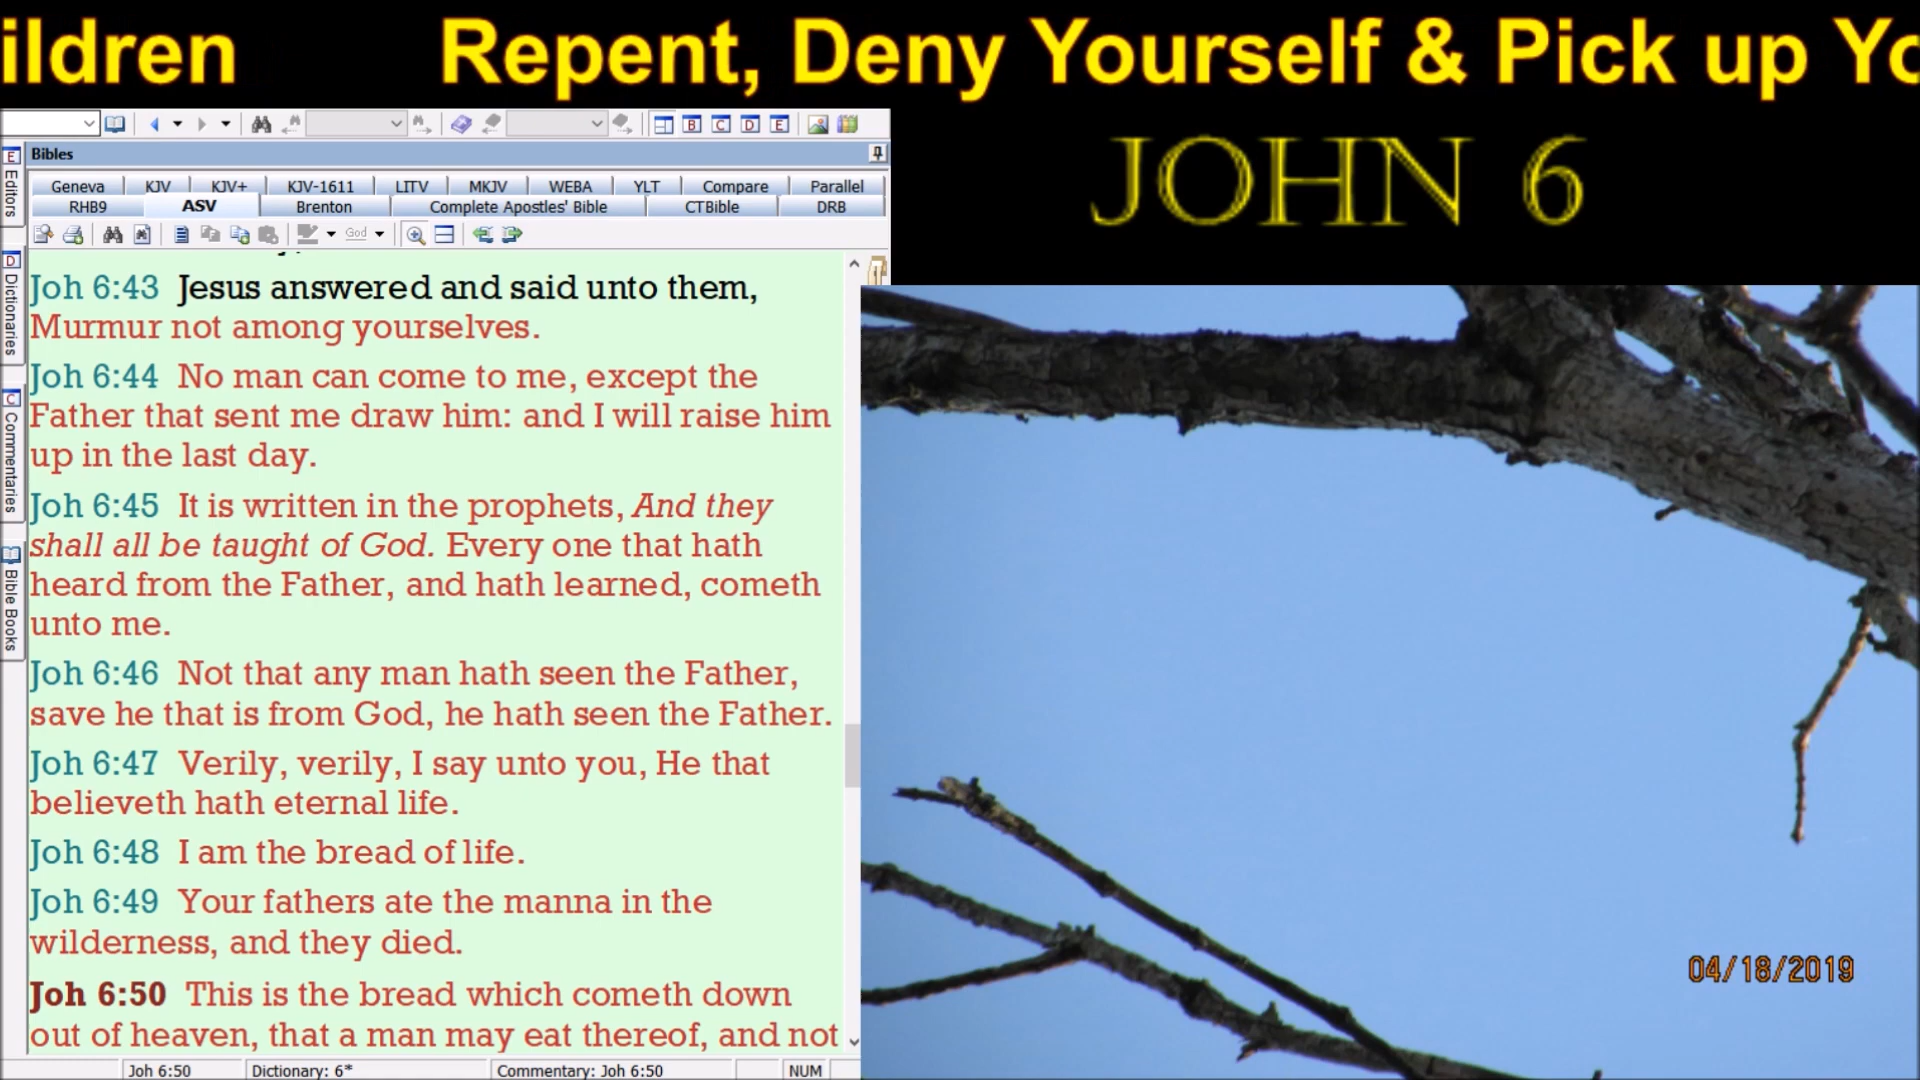 ildren Repent, Deny Yourself & Pick up Yo
JOHN 6
Bibles
Geneva KJV KJV+ KJV-1611 LITV MKJV WEBA YLT Compare Parallel
RHB9 ASV Brenton Complete Apostles' Bible CTBible DRB
E Editors
D Dictionaries
C Commentaries
Bible Books
B C D E
God
Joh 6:43 Jesus answered and said unto them,
Murmur not among yourselves.
Joh 6:44 No man can come to me, except the
Father that sent me draw him: and I will raise him
up in the last day.
Joh 6:45 It is written in the prophets, And they
shall all be taught of God. Every one that hath
heard from the Father, and hath learned, cometh
unto me.
Joh 6:46 Not that any man hath seen the Father,
save he that is from God, he hath seen the Father.
Joh 6:47 Verily, verily, I say unto you, He that
believeth hath eternal life.
Joh 6:48 I am the bread of life.
Joh 6:49 Your fathers ate the manna in the
wilderness, and they died.
Joh 6:50 This is the bread which cometh down
out of heaven, that a man may eat thereof, and not
04/18/2019
Joh 6:50 Dictionary: 6* Commentary: Joh 6:50 NUM